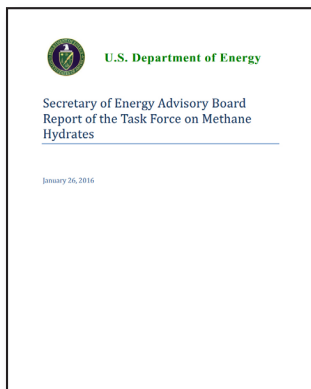 U.S. Department of Energy
Secretary of Energy Advisory Board
Report of the Task Force on Methane
Hydrates
January 26, 2016